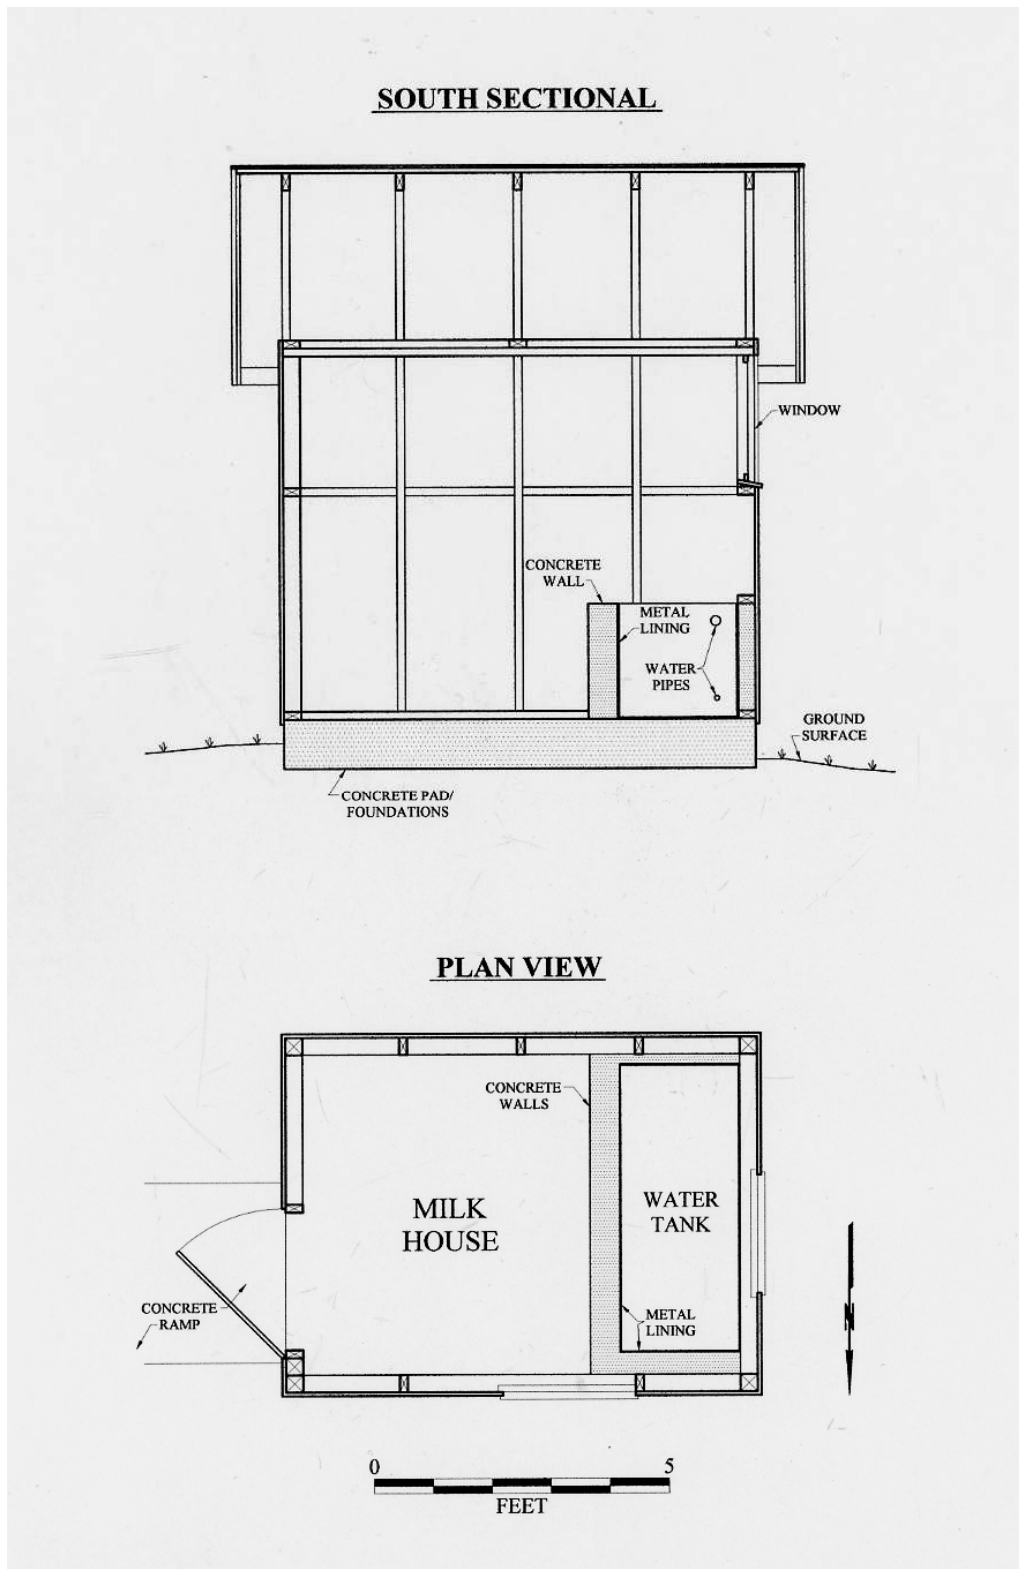 SOUTH SECTIONAL
WINDOW
CONCRETE
WALL
METAL
LINING
WATER
PIPES
GROUND
SURFACE
CONCRETE PAD/
FOUNDATIONS
PLAN VIEW
CONCRETE
WALLS
MILK
HOUSE
WATER
TANK
CONCRETE
RAMP
METAL
LINING
N
0 5
FEET